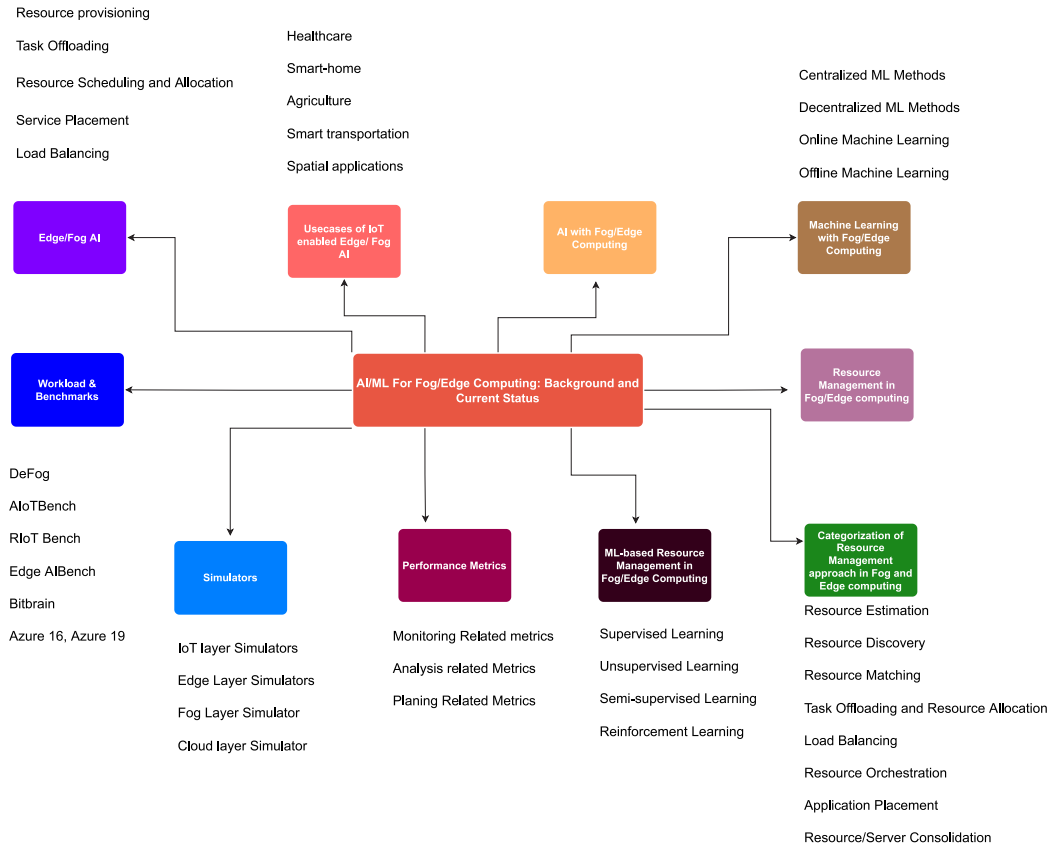 Resource provisioning
Task Offloading
Resource Scheduling and Allocation
Service Placement
Load Balancing
Healthcare
Smart-home
Agriculture
Smart transportation
Spatial applications
Centralized ML Methods
Decentralized ML Methods
Online Machine Learning
Offline Machine Learning
Edge/Fog AI
Usecases of IoT
enabled Edge/ Fog
AI
AI with Fog/Edge
Computing
Machine Learning
with Fog/Edge
Computing
Workload &
Benchmarks
AI/ML For Fog/Edge Computing: Background and
Current Status
Resource
Management in
Fog/Edge computing
DeFog
AIoTBench
RIoT Bench
Edge AIBench
Bitbrain
Azure 16, Azure 19
Simulators
IoT layer Simulators
Edge Layer Simulators
Fog Layer Simulator
Cloud layer Simulator
Performance Metrics
Monitoring Related metrics
Analysis related Metrics
Planing Related Metrics
ML-based Resource
Management in
Fog/Edge Computing
Supervised Learning
Unsupervised Learning
Semi-supervised Learning
Reinforcement Learning
Categorization of
Resource
Management
approach in Fog and
Edge computing
Resource Estimation
Resource Discovery
Resource Matching
Task Offloading and Resource Allocation
Load Balancing
Resource Orchestration
Application Placement
Resource/Server Consolidation